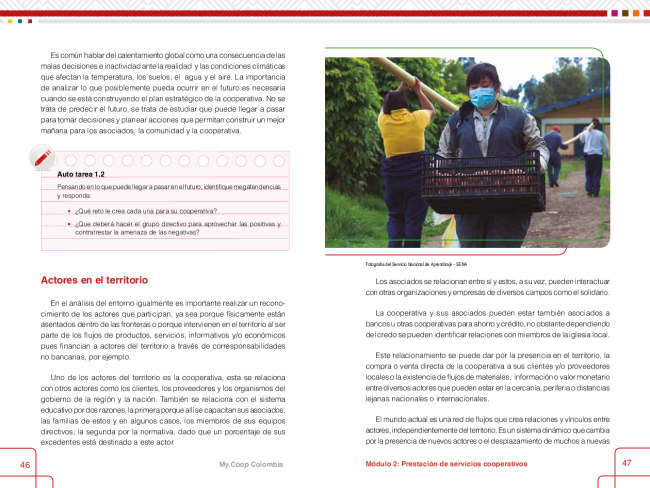 Es común hablar del calentamiento global como una consecuencia de las
malas decisiones e inactividad ante la realidad y las condiciones climáticas
que afectan la temperatura, los suelos, el agua y el aire. La importancia
de analizar lo que posiblemente pueda ocurrir en el futuro es necesaria
cuando se está construyendo el plan estratégico de la cooperativa. No se
trata de predecir el futuro, se trata de estudiar que puede llegar a pasar
para tomar decisiones y planear acciones que permitan construir un mejor
mañana para los asociados, la comunidad y la cooperativa.
Auto tarea 1.2
Pensando en lo que puede llegar a pasar en el futuro, identifique megatendencias
y responda:
• ¿Qué reto le crea cada una para su cooperativa?
• ¿Que deberá hacer el grupo directivo para aprovechar las positivas y
contrarrestar la amenaza de las negativas?
Actores en el territorio
En el análisis del entorno igualmente es importante realizar un recono-
cimiento de los actores que participan, ya sea porque físicamente están
asentados dentro de las fronteras o porque intervienen en el territorio al ser
parte de los flujos de productos, servicios, informativos y/o económicos
pues financian a actores del territorio a través de corresponsabilidades
no bancarias, por ejemplo.
Uno de los actores del territorio es la cooperativa, esta se relaciona
con otros actores como los clientes, los proveedores y los organismos del
gobierno de la región y la nación. También se relaciona con el sistema
educativo por dos razones, la primera porque allí se capacitan sus asociados,
las familias de estos y en algunos casos, los miembros de sus equipos
directivos; la segunda por la normativa, dado que un porcentaje de sus
excedentes está destinado a este actor.
46
My.Coop Colombia
Fotografía del Servicio Nacional de Aprendizaje - SENA
Los asociados se relacionan entre sí y estos, a su vez, pueden interactuar
con otras organizaciones y empresas de diversos campos como el solidario.
La cooperativa y sus asociados pueden estar también asociados a
bancos u otras cooperativas para ahorro y crédito, no obstante dependiendo
del credo se pueden identificar relaciones con miembros de la iglesia local.
Este relacionamiento se puede dar por la presencia en el territorio, la
compra o venta directa de la cooperativa a sus clientes y/o proveedores
locales o la existencia de flujos de materiales, información o valor monetario
entre diversos actores que pueden estar en la cercanía, periferia o distancias
lejanas nacionales o internacionales.
El mundo actual es una red de flujos que crea relaciones y vínculos entre
actores, independientemente del territorio. Es un sistema dinámico que cambia
por la presencia de nuevos actores o el desplazamiento de muchos a nuevas
Módulo 2: Prestación de servicios cooperativos
47